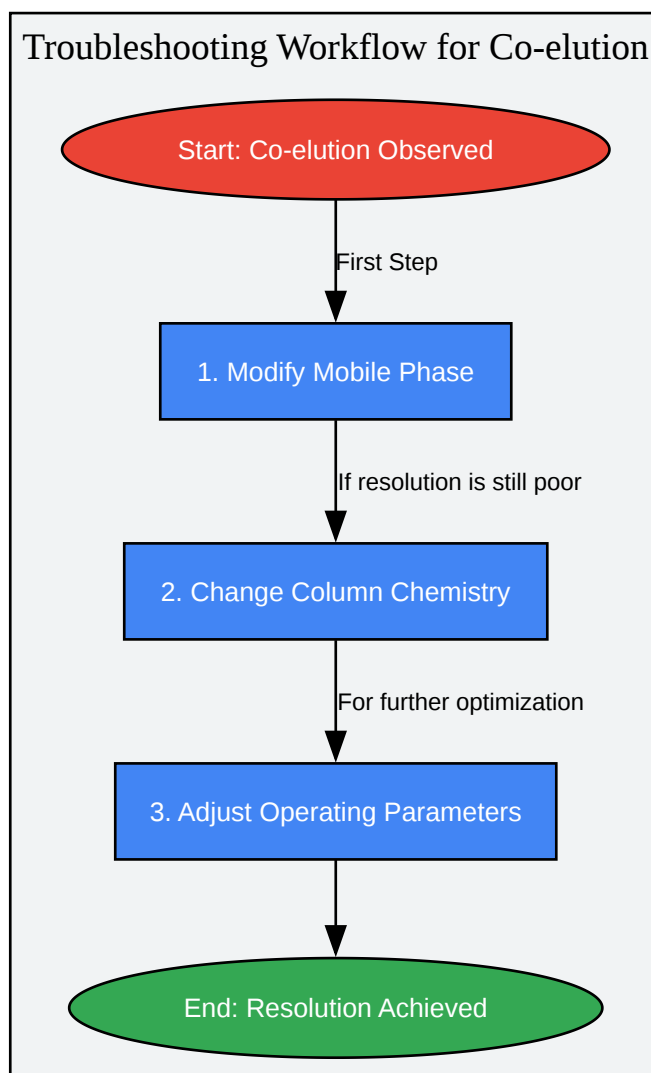 Troubleshooting Workflow for Co-elution
Start: Co-elution Observed
First Step
1. Modify Mobile Phase
If resolution is still poor
2. Change Column Chemistry
For further optimization
3. Adjust Operating Parameters
End: Resolution Achieved